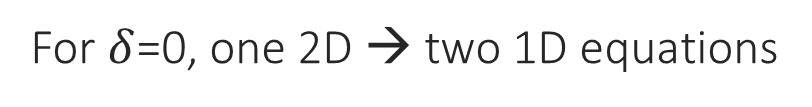 For δ=0, one 2D → two 1D equations